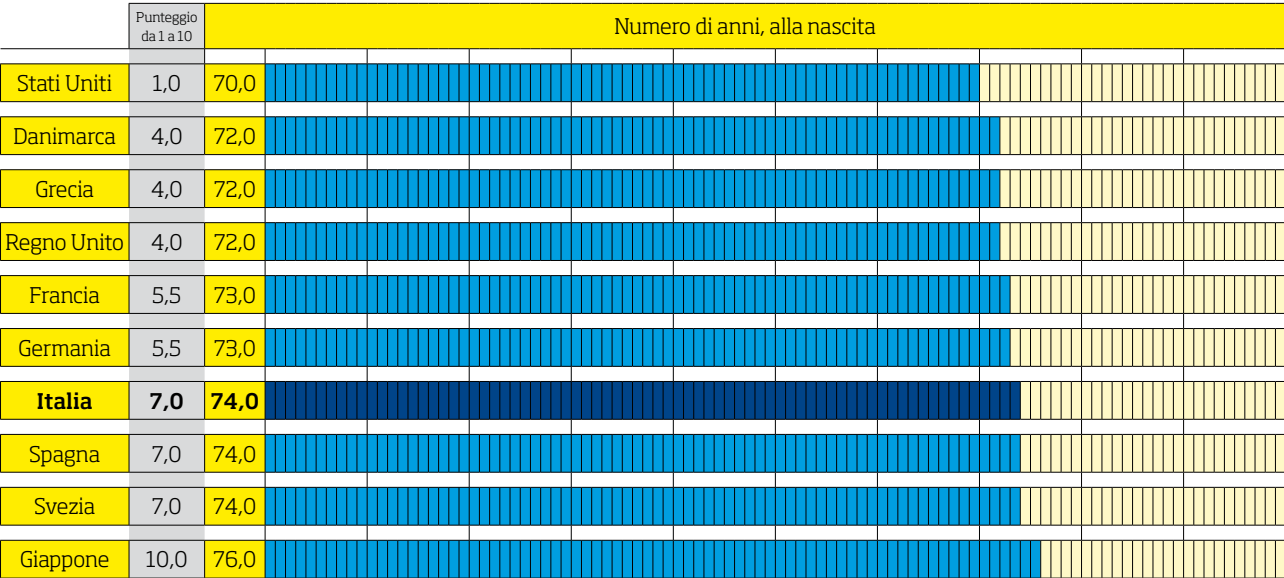 Punteggio
da 1 a 10
Numero di anni, alla nascita
Stati Uniti 1,0 70,0
Danimarca 4,0 72,0
Grecia 4,0 72,0
Regno Unito 4,0 72,0
Francia 5,5 73,0
Germania 5,5 73,0
Italia 7,0 74,0
Spagna 7,0 74,0
Svezia 7,0 74,0
Giappone 10,0 76,0